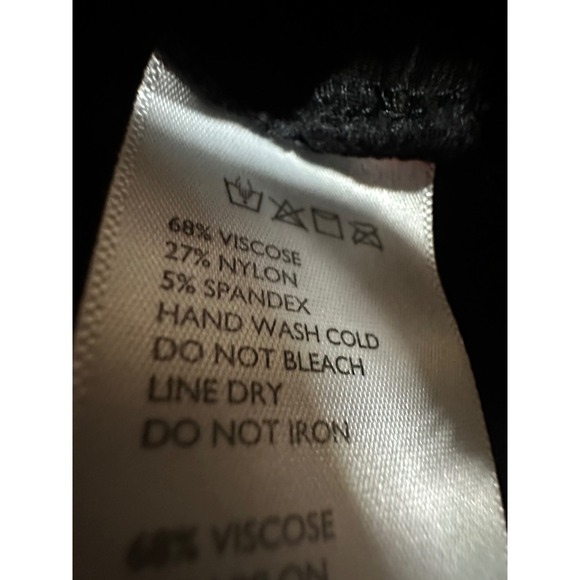 68% VISCOSE
27% NYLON
5% SPANDEX
HAND WASH COLD
DO NOT BLEACH
LINE DRY
DO NOT IRON
68% VISCOSE
NYLON